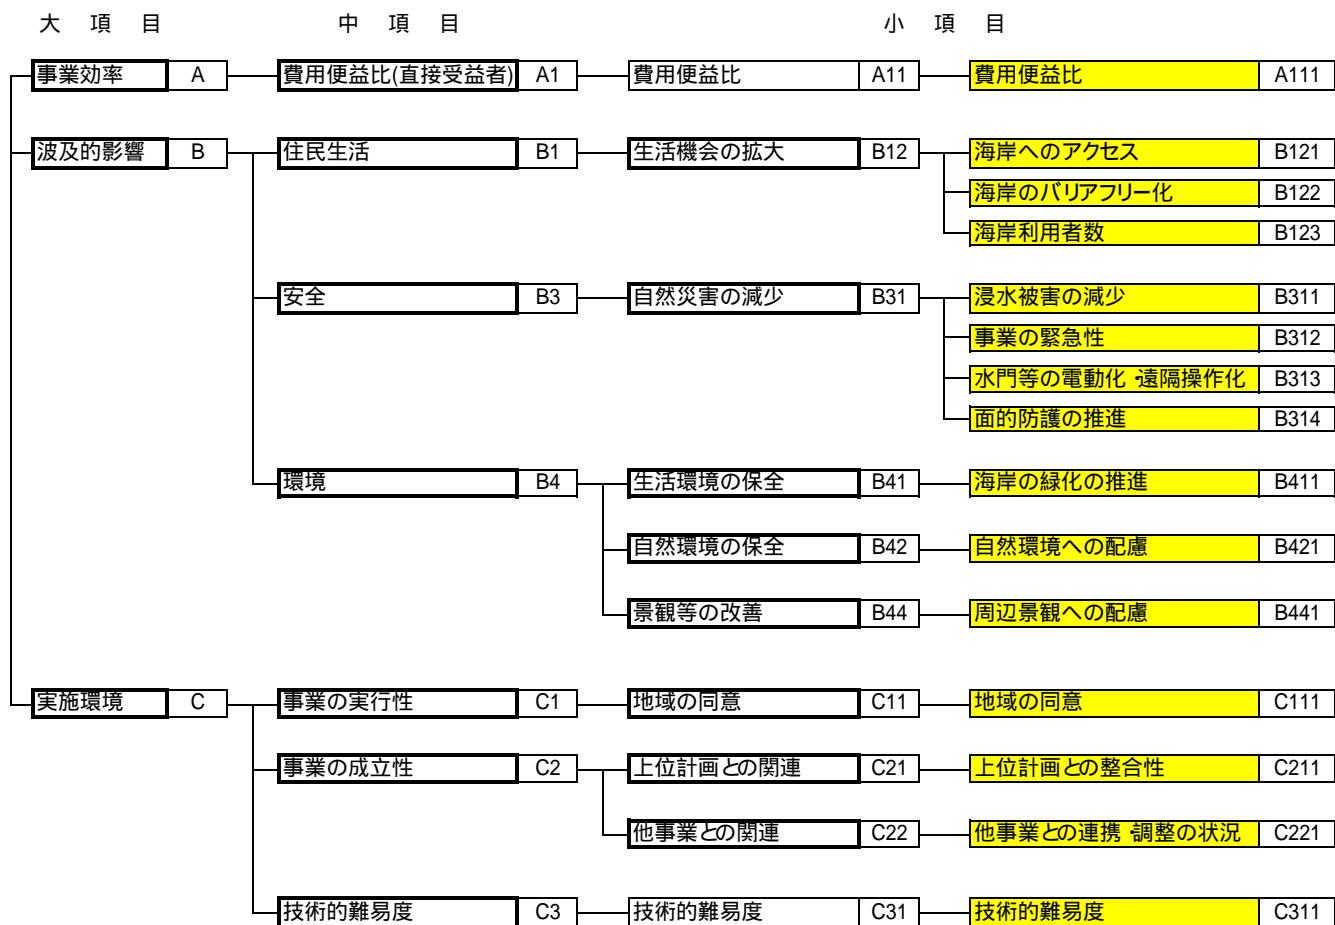 大 項 目 中 項 目 小 項 目
事業効率 A 費用便益比(直接受益者) A1 費用便益比 A11 費用便益比 A111
波及的影響 B 住民生活 B1 生活機会の拡大 B12 海岸へのアクセス B121
海岸のバリアフリー化 B122
海岸利用者数 B123
安全 B3 自然災害の減少 B31 浸水被害の減少 B311
事業の緊急性 B312
水門等の電動化・遠隔操作化 B313
面的防護の推進 B314
環境 B4 生活環境の保全 B41 海岸の緑化の推進 B411
自然環境の保全 B42 自然環境への配慮 B421
景観等の改善 B44 周辺景観への配慮 B441
実施環境 C 事業の実行性 C1 地域の同意 C11 地域の同意 C111
事業の成立性 C2 上位計画との関連 C21 上位計画との整合性 C211
他事業との関連 C22 他事業との連携・調整の状況 C221
技術的難易度 C3 技術的難易度 C31 技術的難易度 C311